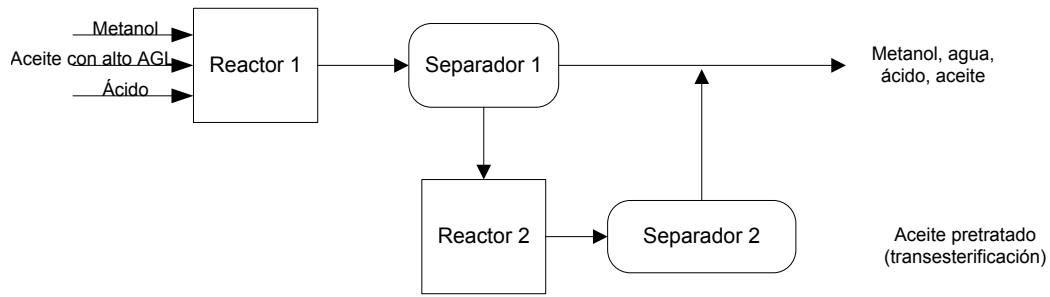 Metanol
Aceite con alto AGL
Ácido
Reactor 1
Separador 1
Metanol, agua,
ácido, aceite
Reactor 2
Separador 2
Aceite pretratado
(transesterificación)